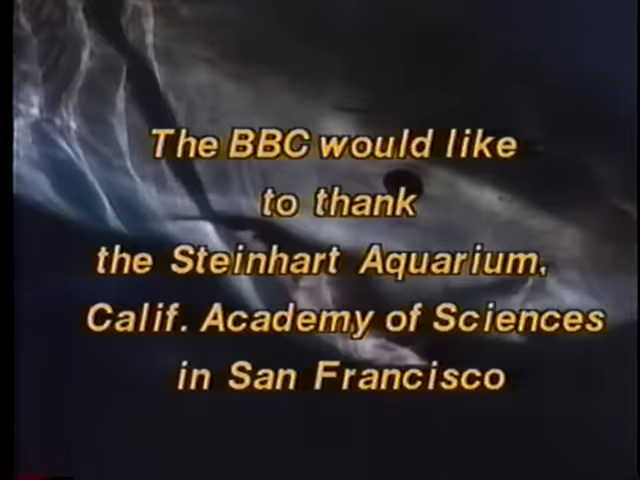 The BBC would like
to thank
the Steinhart Aquarium,
Calif. Academy of Sciences
in San Francisco